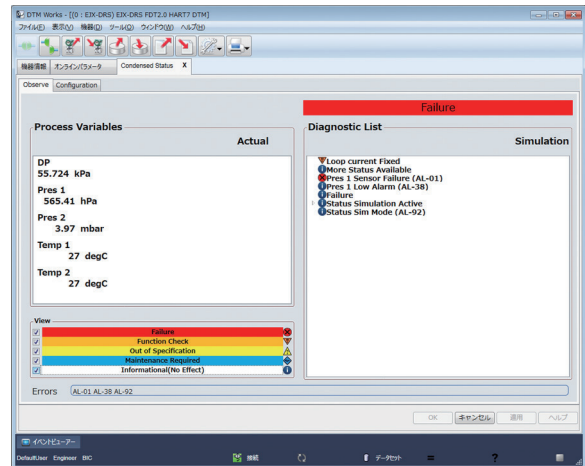 DTM Works - [(0 : EJX-DRS) EJX-DRS FDT2.0 HART7 DTM]
ファイル(F) 表示(V) 機器(D) ツール(Q) ウィンドウ(W) ヘルプ(H)
機器情報 オンラインパラメータ Condensed Status X
Observe Configuration
Failure
Process Variables
Actual
DP
55.724 kPa
Pres 1
565.41 hPa
Pres 2
3.97 mbar
Temp 1
27 degC
Temp 2
27 degC
Diagnostic List
Simulation
Loop current Fixed
More Status Available
Pres 1 Sensor Failure (AL-01)
Pres 1 Low Alarm (AL-38)
Failure
Status Simulation Active
Status Sim Mode (AL-92)
View
Failure
Function Check
Out of Specification
Maintenance Required
Informational(No Effect)
Errors AL-01 AL-38 AL-92
OK キャンセル 適用 ヘルプ
イベントビューアー
DefaultUser Engineer BIC 接続 データセット = ?